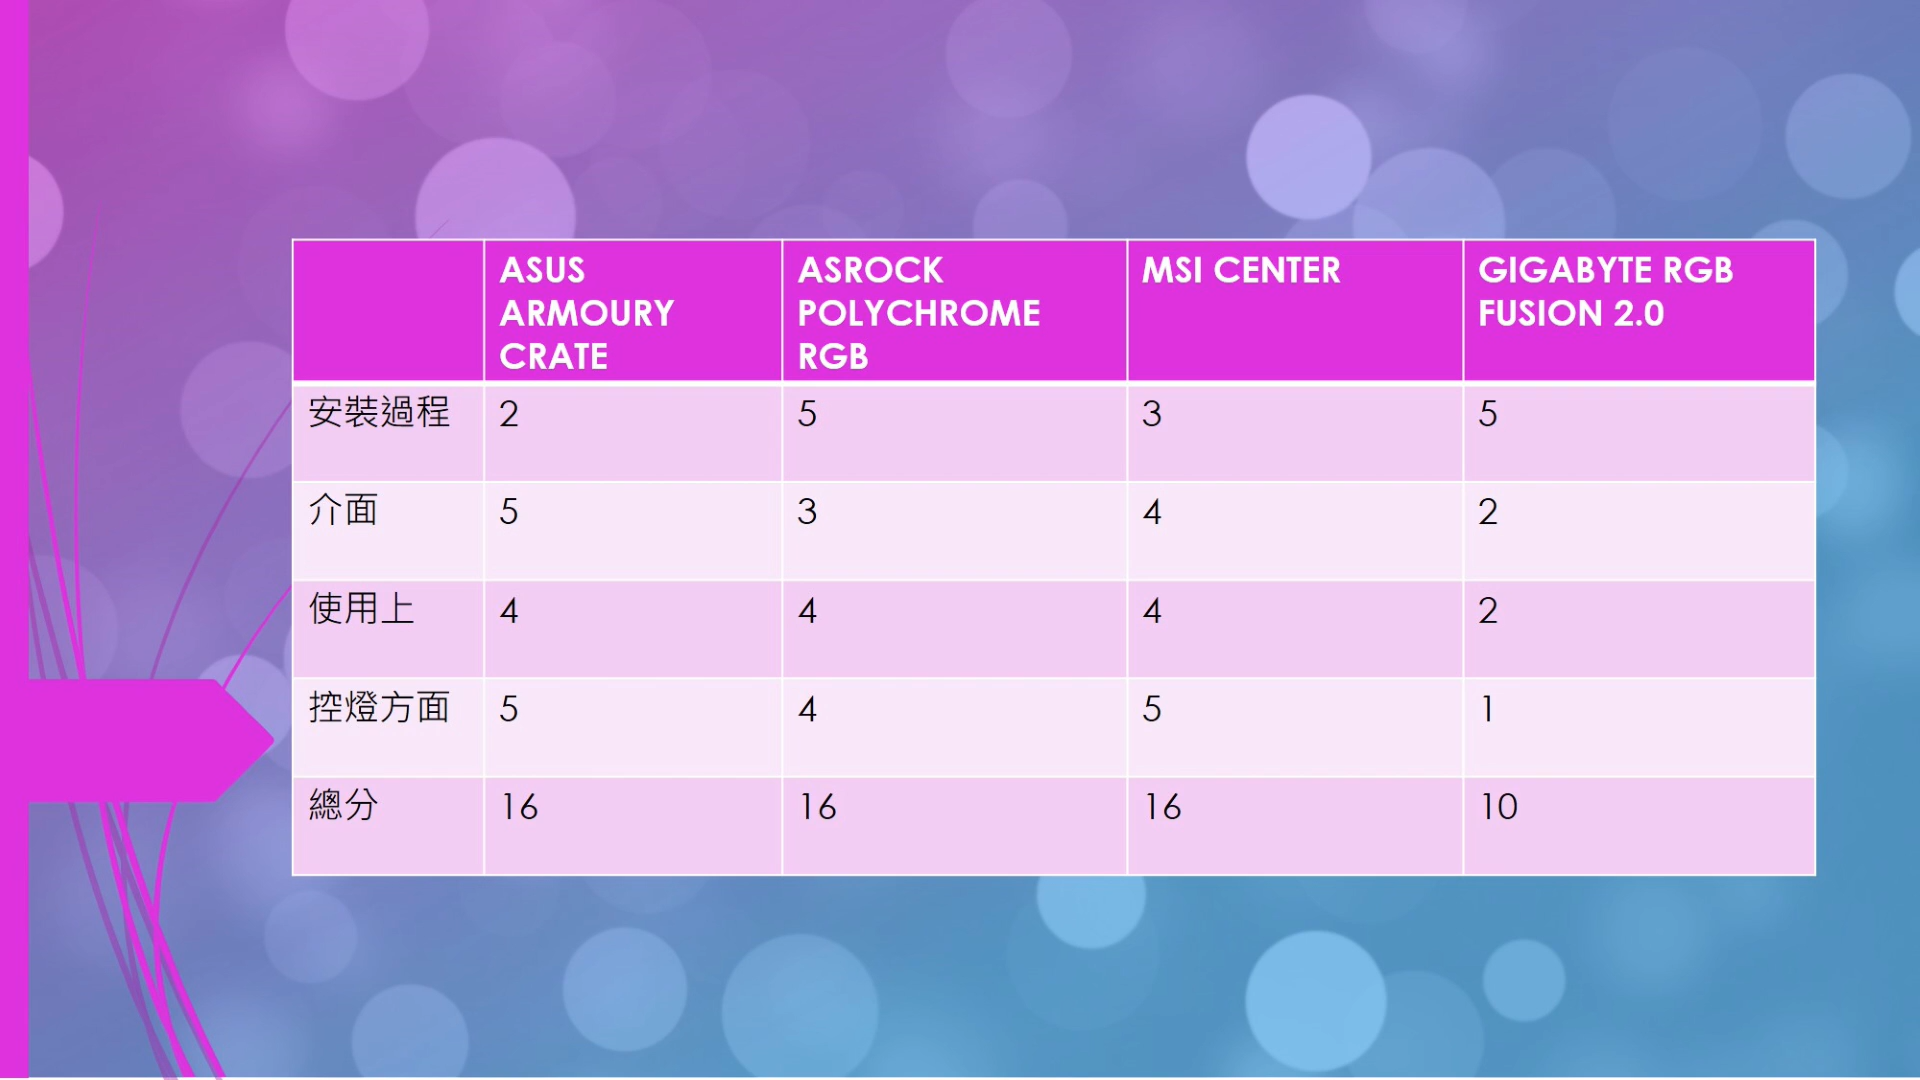 ASUS ARMOURY CRATE ASROCK POLYCHROME RGB MSI CENTER GIGABYTE RGB FUSION 2.0
安裝過程 2 5 3 5
介面 5 3 4 2
使用上 4 4 4 2
控燈方面 5 4 5 1
總分 16 16 16 10